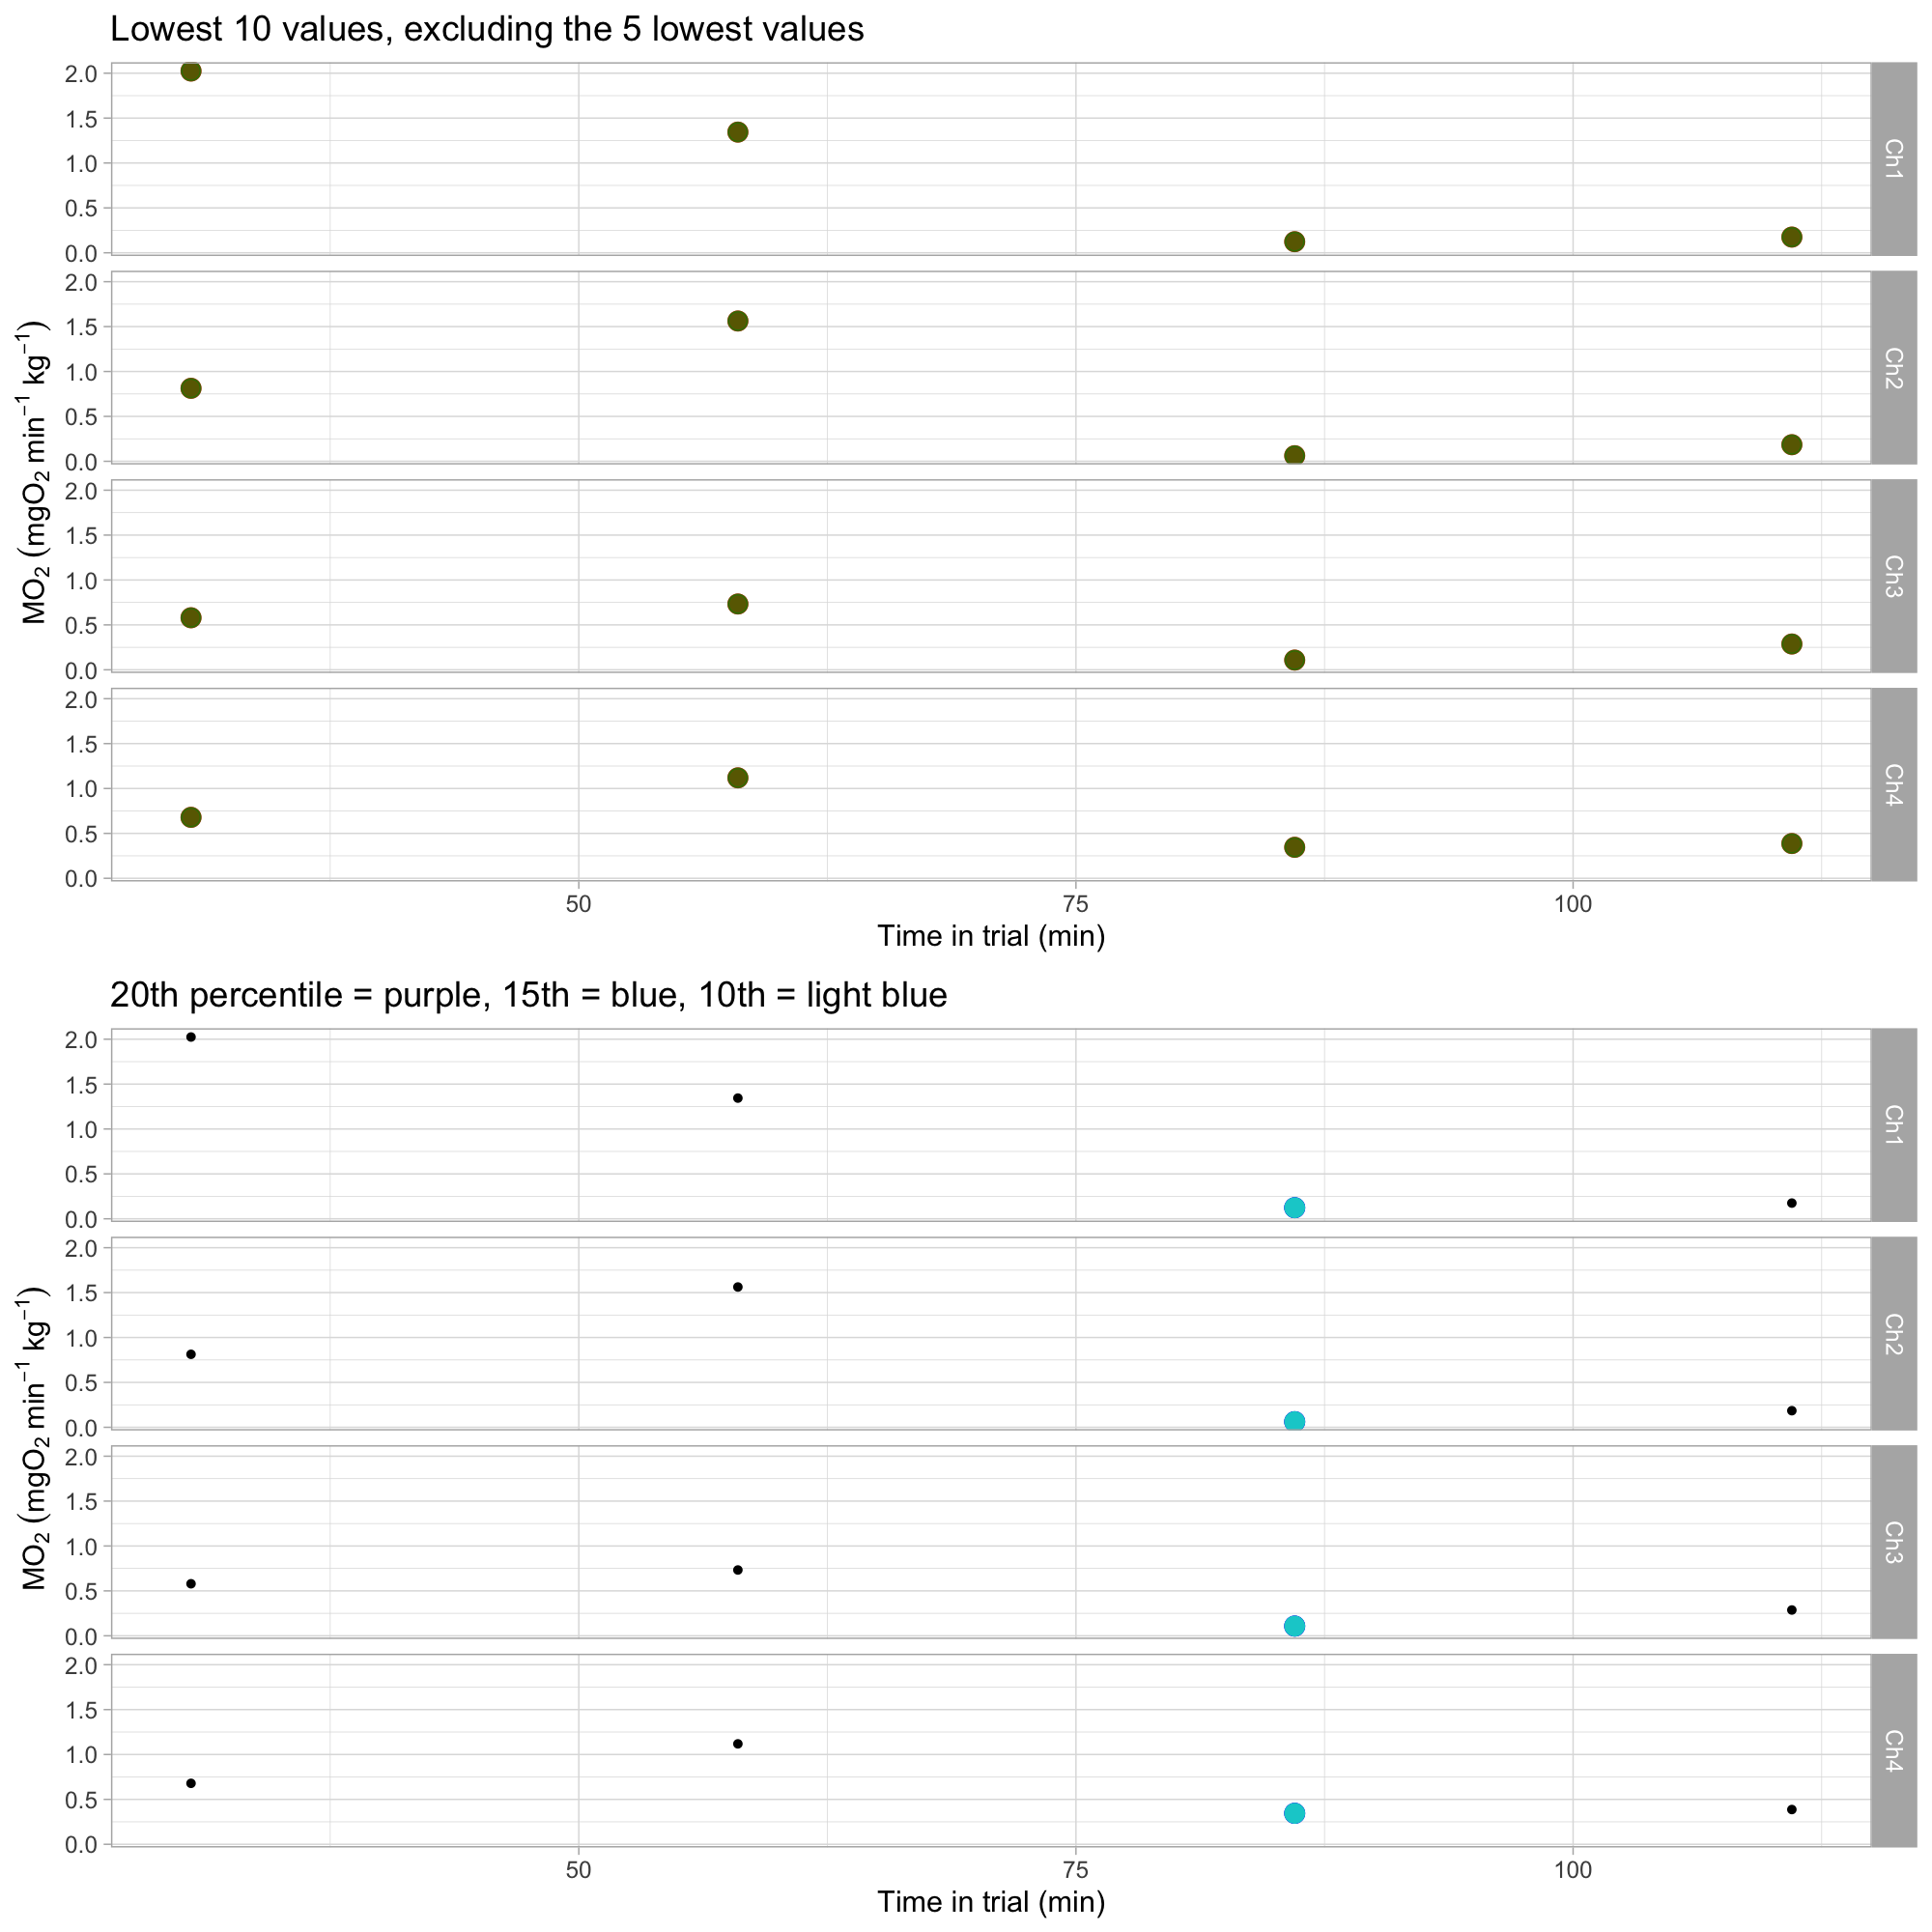 Lowest 10 values, excluding the 5 lowest values
MO₂ (mgO₂ min⁻¹ kg⁻¹)
2.0
1.5
1.0
0.5
0.0
Ch1
2.0
1.5
1.0
0.5
0.0
Ch2
2.0
1.5
1.0
0.5
0.0
Ch3
2.0
1.5
1.0
0.5
0.0
Ch4
50 75 100
Time in trial (min)
20th percentile = purple, 15th = blue, 10th = light blue
MO₂ (mgO₂ min⁻¹ kg⁻¹)
2.0
1.5
1.0
0.5
0.0
Ch1
2.0
1.5
1.0
0.5
0.0
Ch2
2.0
1.5
1.0
0.5
0.0
Ch3
2.0
1.5
1.0
0.5
0.0
Ch4
50 75 100
Time in trial (min)